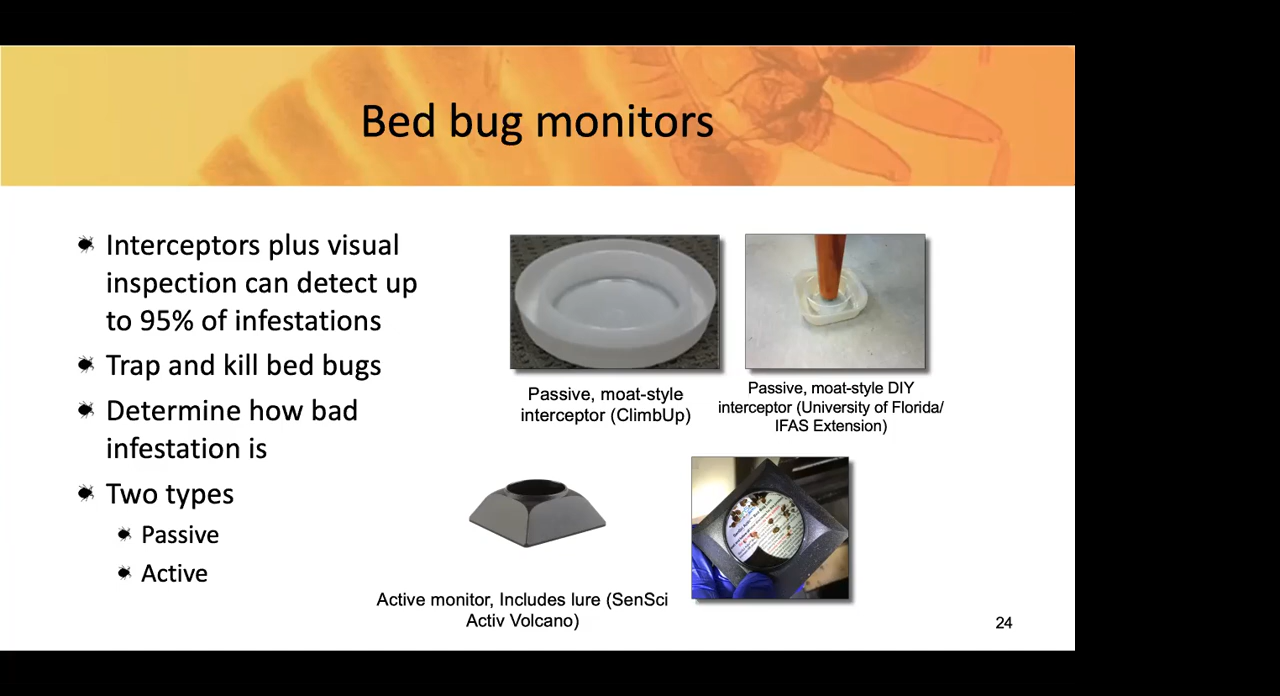 Bed bug monitors
Interceptors plus visual
inspection can detect up
to 95% of infestations
Trap and kill bed bugs
Determine how bad
infestation is
Two types
Passive
Active
Passive, moat-style
interceptor (ClimbUp)
Passive, moat-style DIY
interceptor (University of Florida/
IFAS Extension)
Active monitor, Includes lure (SenSci
Activ Volcano)
24